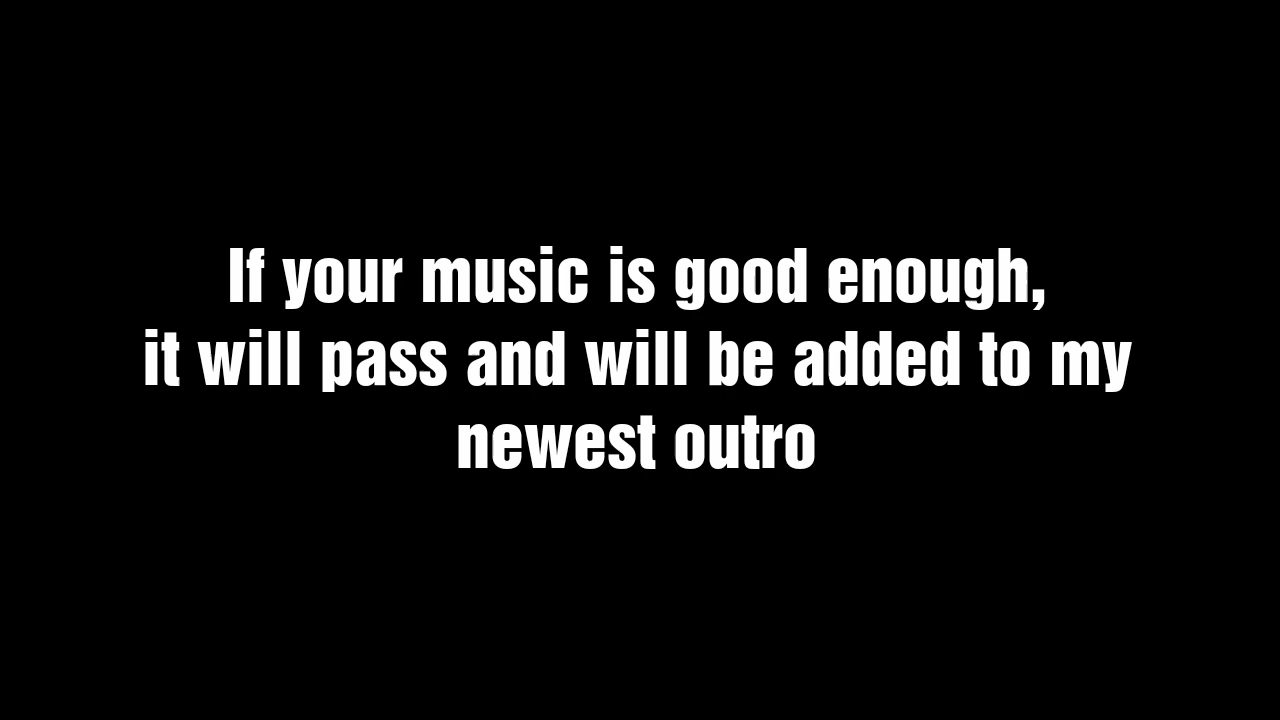 If your music is good enough,
it will pass and will be added to my
newest outro